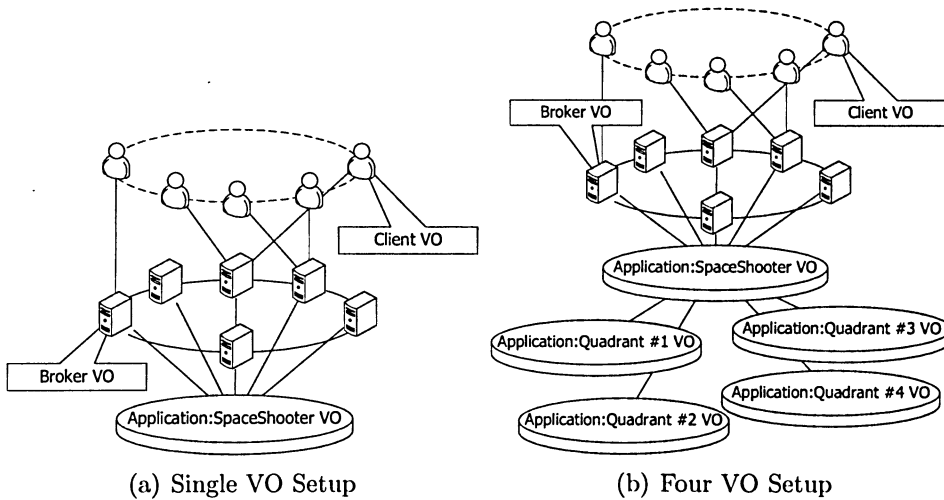 Client VO
Broker VO
Application:SpaceShooter VO
(a) Single VO Setup
Broker VO
Client VO
Application:SpaceShooter VO
Application:Quadrant #1 VO
Application:Quadrant #3 VO
Application:Quadrant #4 VO
Application:Quadrant #2 VO
(b) Four VO Setup